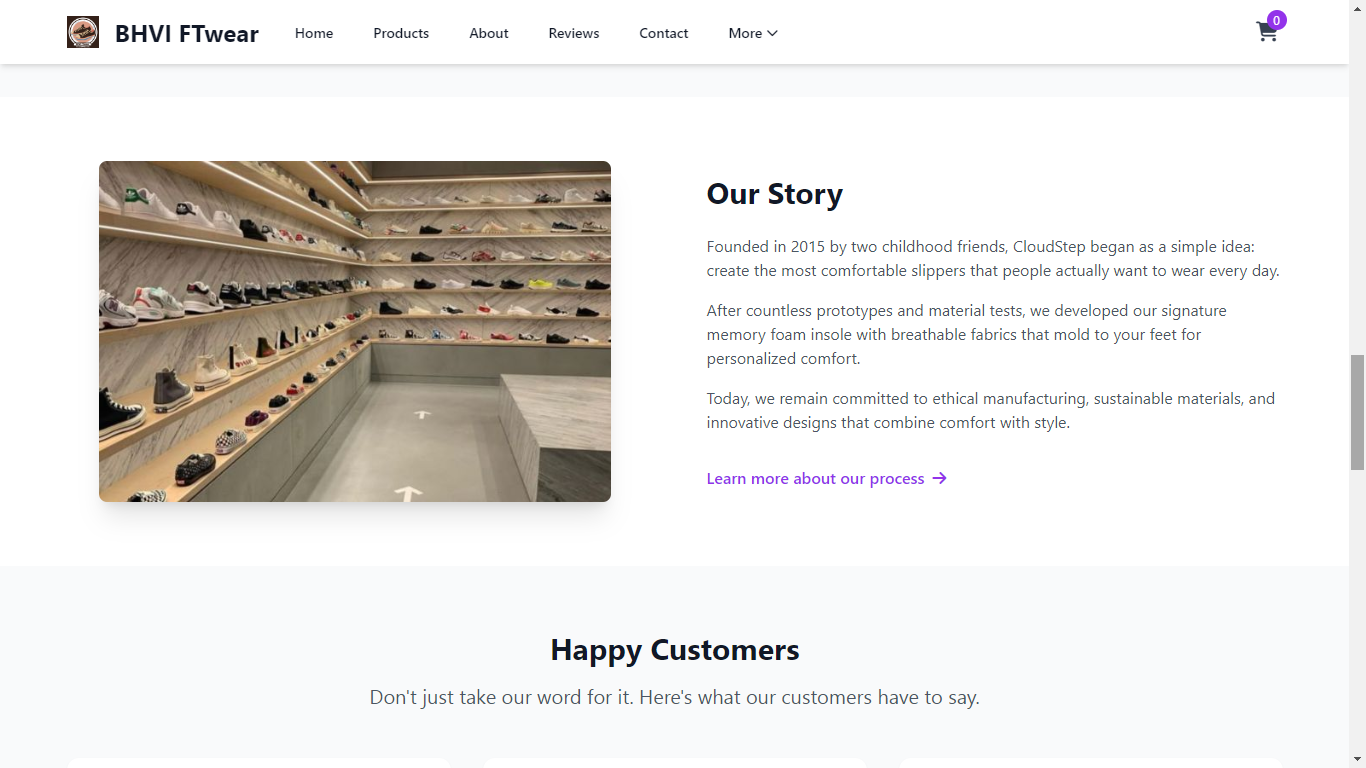 BHVI FTwear
Home
Products
About
Reviews
Contact
More
0
Our Story
Founded in 2015 by two childhood friends, CloudStep began as a simple idea:
create the most comfortable slippers that people actually want to wear every day.
After countless prototypes and material tests, we developed our signature
memory foam insole with breathable fabrics that mold to your feet for
personalized comfort.
Today, we remain committed to ethical manufacturing, sustainable materials, and
innovative designs that combine comfort with style.
Learn more about our process
Happy Customers
Don't just take our word for it. Here's what our customers have to say.